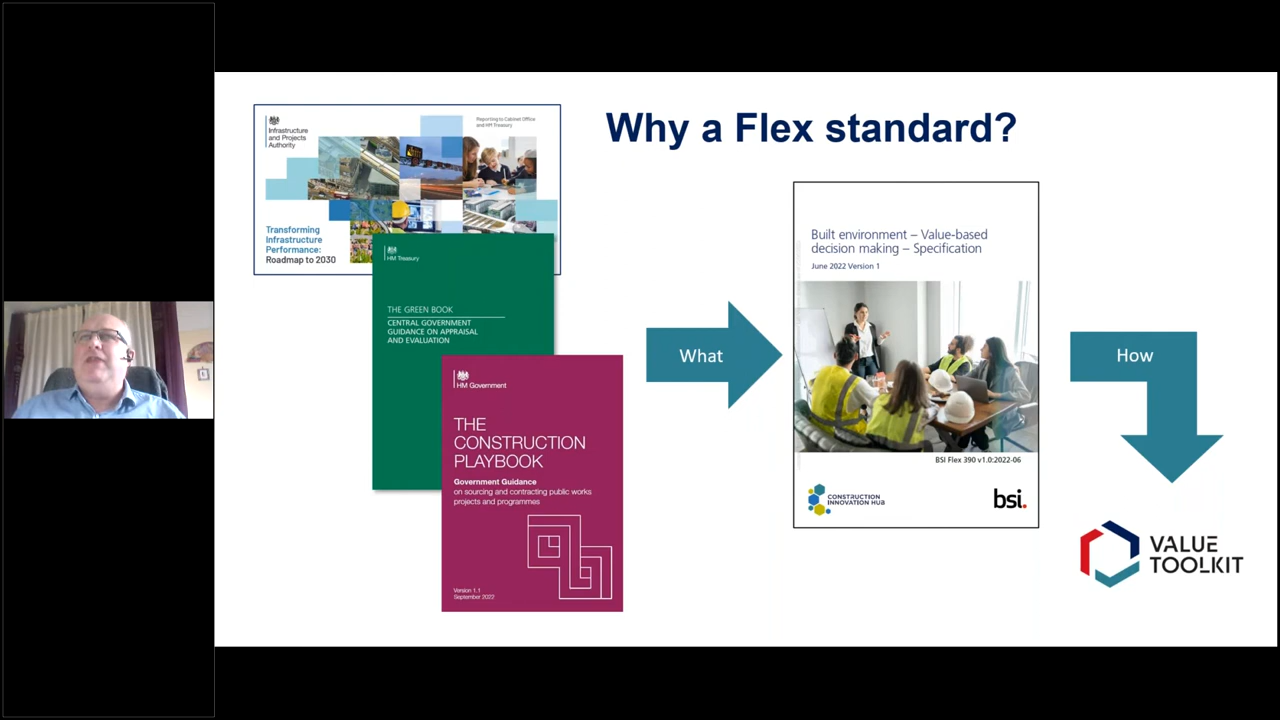 Why a Flex standard?
Infrastructure
and Projects
Authority
Reporting to Cabinet Office
and HM Treasury
Transforming
Infrastructure
Performance:
Roadmap to 2030
HM Treasury
THE GREEN BOOK
CENTRAL GOVERNMENT
GUIDANCE ON APPRAISAL
AND EVALUATION
HM Government
THE
CONSTRUCTION
PLAYBOOK
Government Guidance
on sourcing and contracting public works
projects and programmes
Version 1.1
September 2022
What
Built environment – Value-based
decision making – Specification
June 2022 Version 1
BSI Flex 390 v1.0:2022-06
CONSTRUCTION
INNOVATION HUB
bsi.
How
VALUE
TOOLKIT